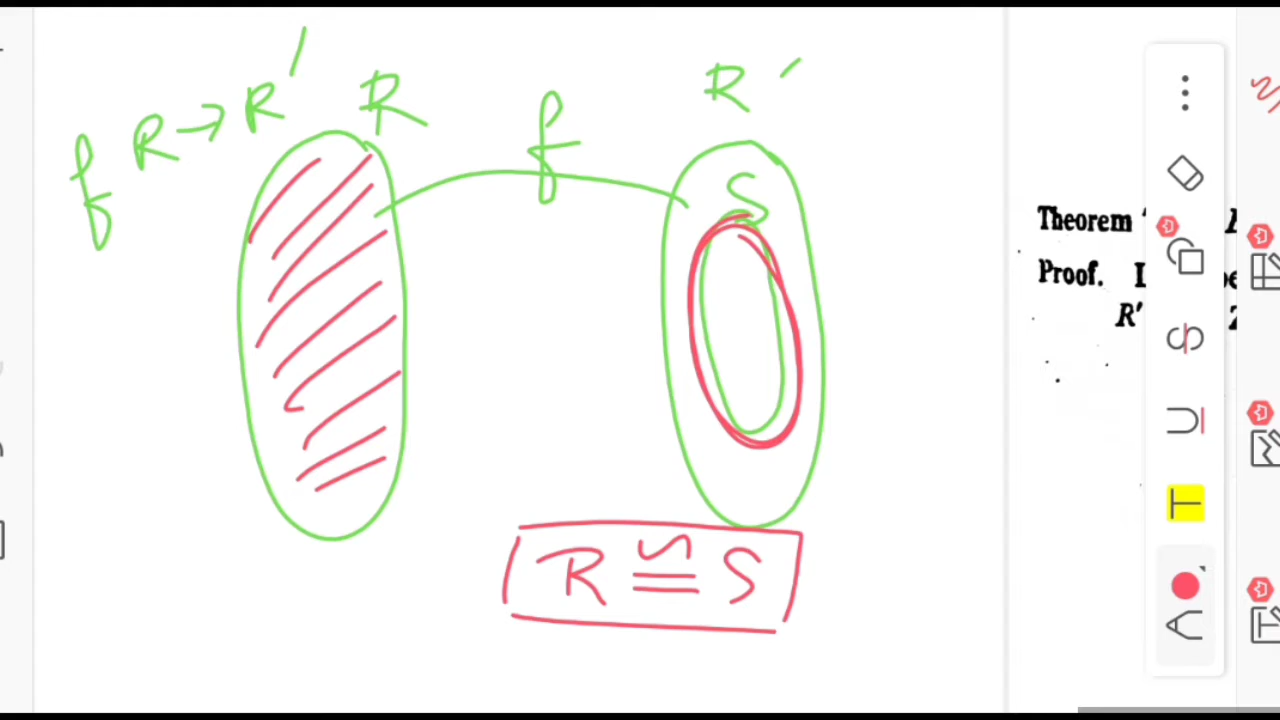 f R → R' R f R'
S
R ≅ S
Theorem
Proof.
R'